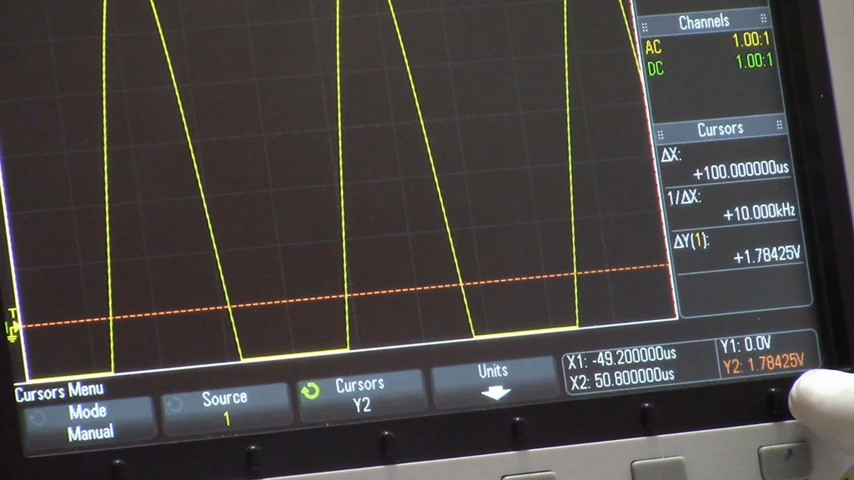 Channels
AC 1.00:1
DC 1.00:1
Cursors
ΔX:
+100.000000us
1/ΔX:
+10.000kHz
ΔY(1):
+1.78425V
T
Cursors Menu
Mode
Manual
Source
1
Cursors
Y2
Units
X1: -49.200000us
X2: 50.800000us
Y1: 0.0V
Y2: 1.78425V